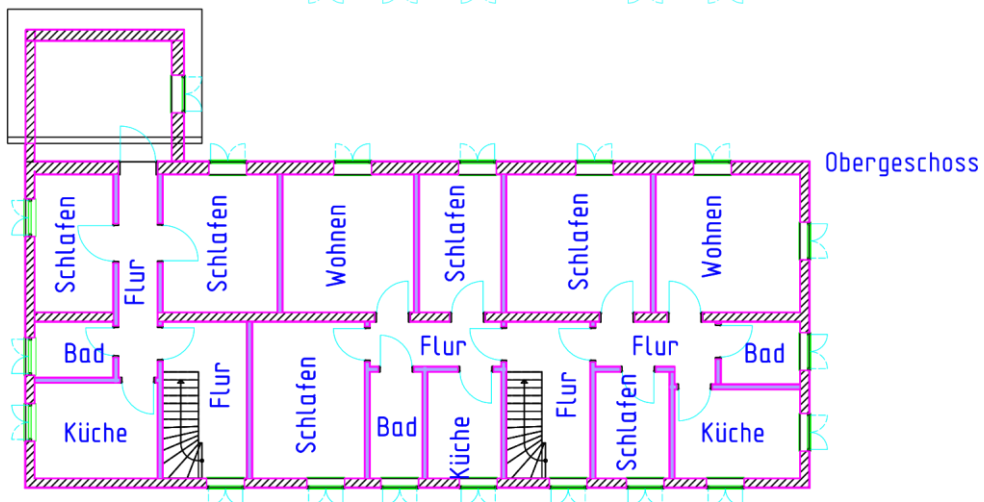 Obergeschoss
Schlafen
Schlafen
Wohnen
Schlafen
Schlafen
Wohnen
Flur
Bad
Flur
Flur
Bad
Küche
Flur
Schlafen
Bad
Küche
Flur
Schlafen
Küche